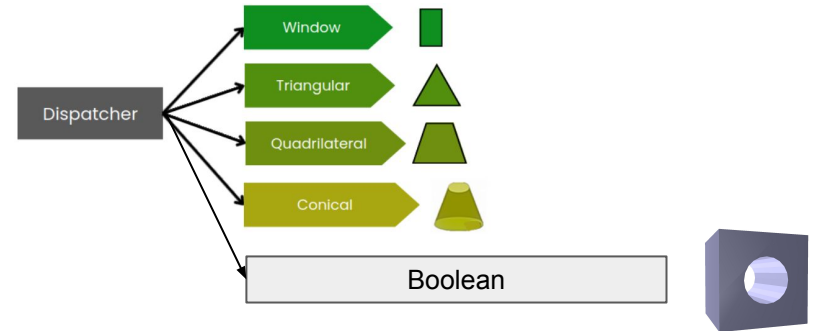 Window
Triangular
Dispatcher
Quadrilateral
Conical
Boolean